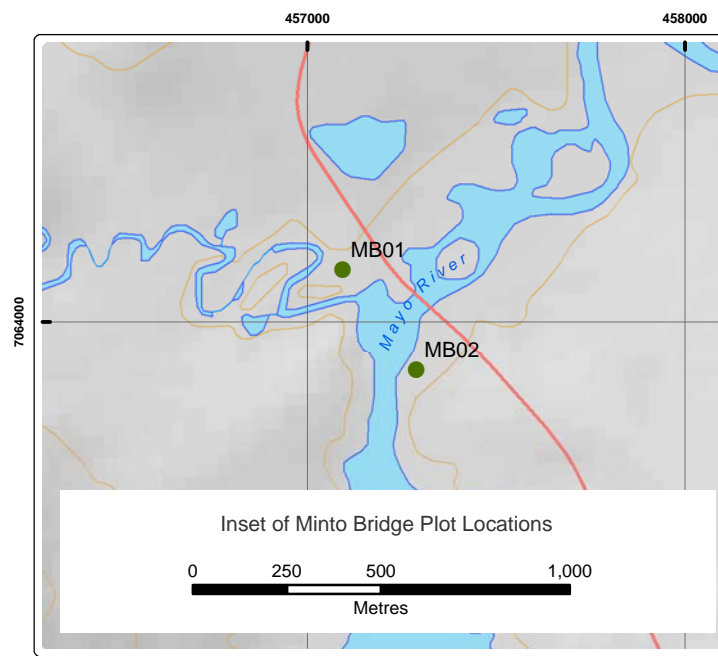 457000
458000
MB01
Mayo River
7064000
MB02
Inset of Minto Bridge Plot Locations
0 250 500 1,000
Metres